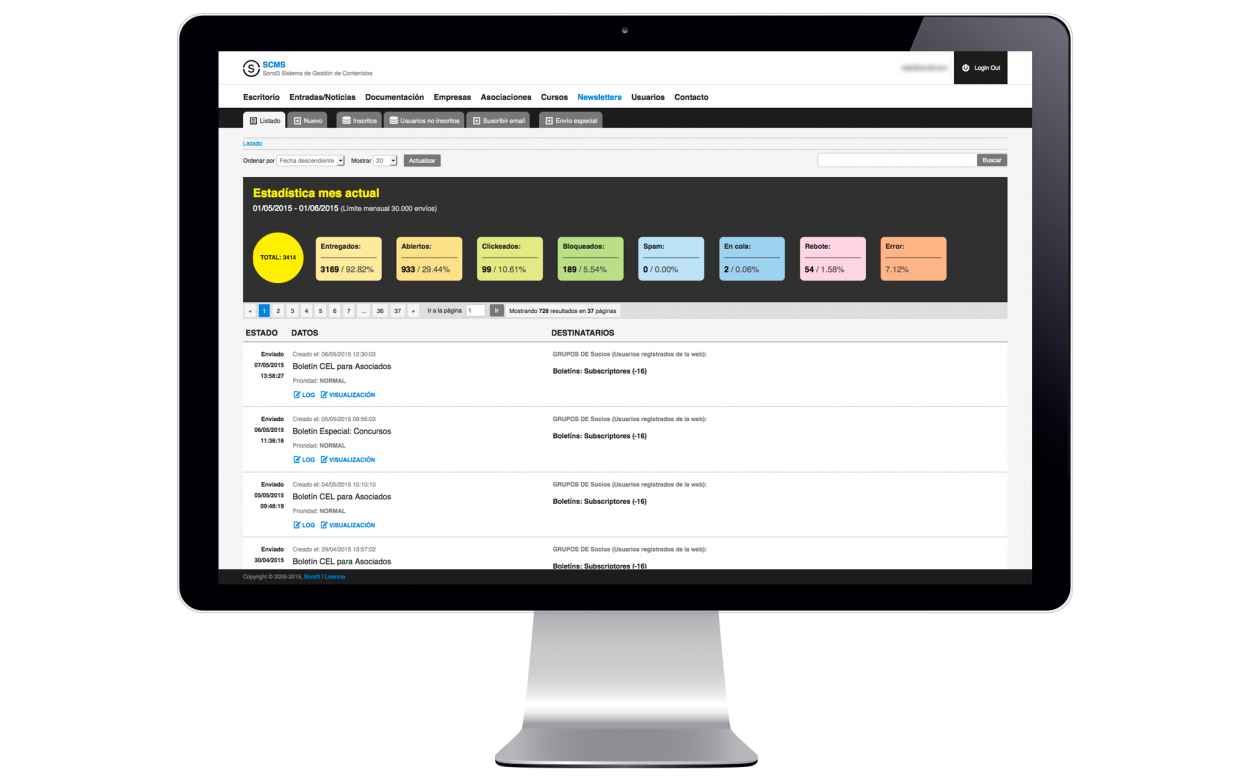 SCMS
Sond3 Sistema de Gestión de Contenidos
Login Out
Escritorio Entradas/Noticias Documentación Empresas Asociaciones Cursos Newsletters Usuarios Contacto
Listado Nuevo Inscritos Usuarios no inscritos Suscribir email Envío especial
Listado
Ordenar por Fecha descendiente Mostrar 20 Actualizar Buscar
Estadística mes actual
01/05/2015 - 01/06/2015 (Límite mensual 30.000 envíos)
TOTAL: 3414
Entregados: Abiertos: Clickeados: Bloqueados: Spam: En cola: Rebote: Error:
3169 / 92.82% 933 / 29.44% 99 / 10.61% 189 / 5.54% 0 / 0.00% 2 / 0.06% 54 / 1.58% 7.12%
« 1 2 3 4 5 6 7 ... 36 37 » Ir a la página 1 Ir Mostrando 728 resultados en 37 páginas
ESTADO DATOS DESTINATARIOS
Enviado Creado el: 06/05/2015 12:30:03 GRUPOS DE Socios (Usuarios registrados de la web):
07/05/2015 Boletín CEL para Asociados Boletíns: Subscriptores (-16)
13:58:27 Prioridad: NORMAL
LOG VISUALIZACIÓN
Enviado Creado el: 05/05/2015 09:56:03 GRUPOS DE Socios (Usuarios registrados de la web):
06/05/2015 Boletín Especial: Concursos Boletíns: Subscriptores (-16)
11:36:16 Prioridad: NORMAL
LOG VISUALIZACIÓN
Enviado Creado el: 04/05/2015 10:10:10 GRUPOS DE Socios (Usuarios registrados de la web):
05/05/2015 Boletín CEL para Asociados Boletíns: Subscriptores (-16)
09:48:19 Prioridad: NORMAL
LOG VISUALIZACIÓN
Enviado Creado el: 29/04/2015 13:57:02 GRUPOS DE Socios (Usuarios registrados de la web):
30/04/2015 Boletín CEL para Asociados Boletíns: Subscriptores (-16)
Copyright © 2006-2015, Sond3 | Licencia